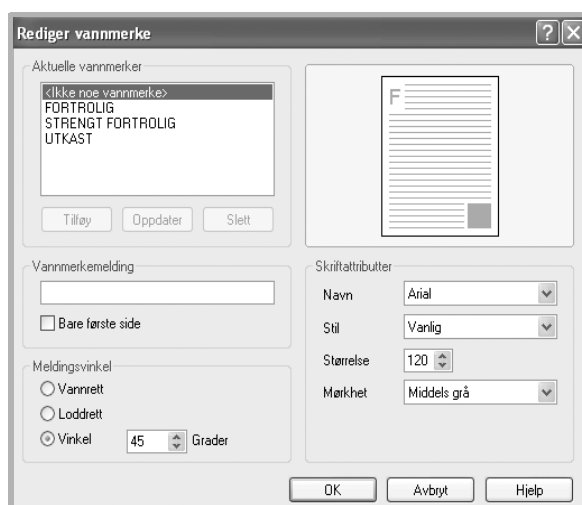 Rediger vannmerke
Aktuelle vannmerker
<Ikke noe vannmerke>
FORTROLIG
STRENGT FORTROLIG
UTKAST
Tilføy Oppdater Slett
F
Vannmerkemelding
Bare første side
Meldingsvinkel
Vannrett
Loddrett
Vinkel 45 Grader
Skriftattributter
Navn Arial
Stil Vanlig
Størrelse 120
Mørkhet Middels grå
OK Avbryt Hjelp